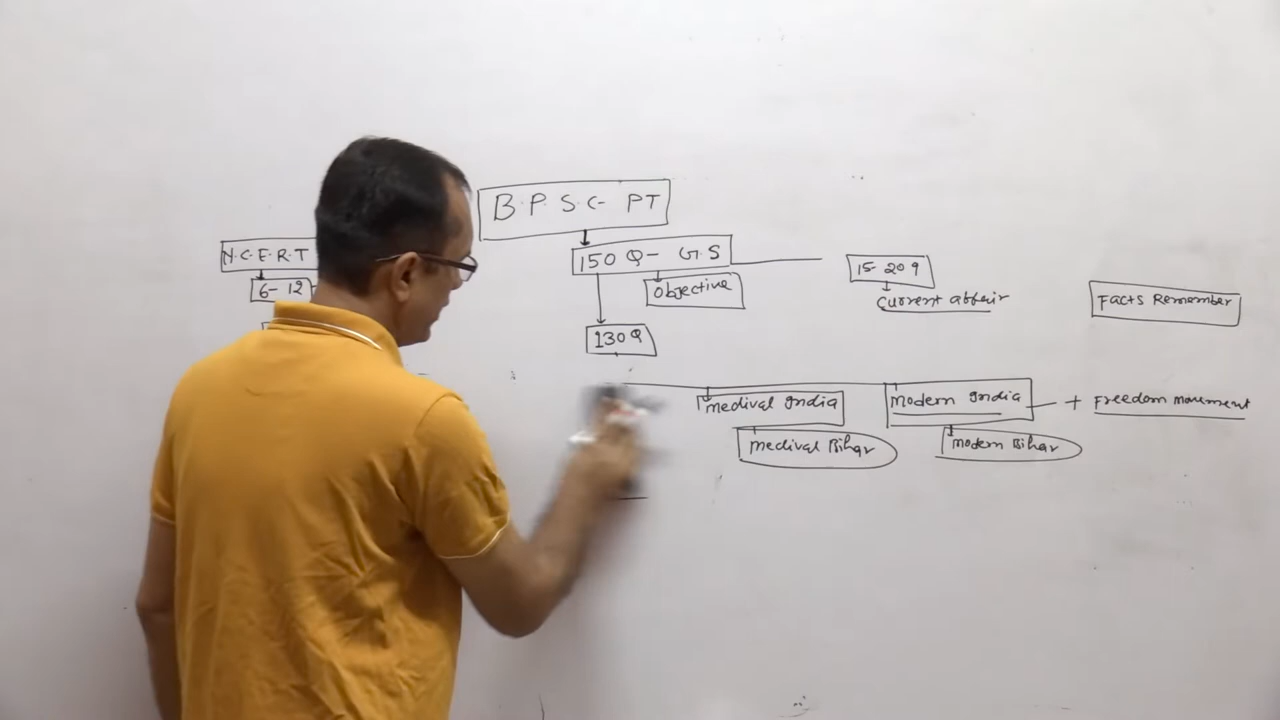 B.P.S.C- PT
N.C.E.R.T
150 Q- G.S
15-20 q
6-12
objective
current affair
Facts Remember
130 Q
medival India
modern India + Freedom movement
medival Bihar
modern Bihar